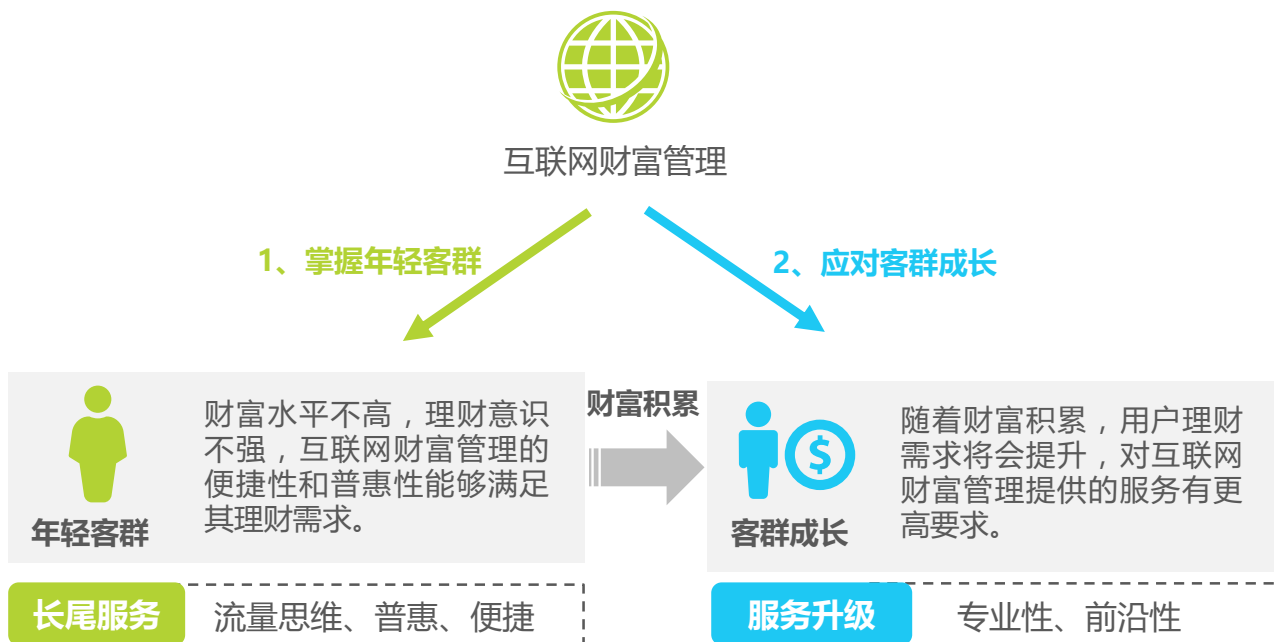 互联网财富管理
1、掌握年轻客群
2、应对客群成长
财富水平不高，理财意识
不强，互联网财富管理的
便捷性和普惠性能够满足
其理财需求。
年轻客群
财富积累
随着财富积累，用户理财
需求将会提升，对互联网
财富管理提供的服务有更
高要求。
客群成长
长尾服务
流量思维、普惠、便捷
服务升级
专业性、前沿性